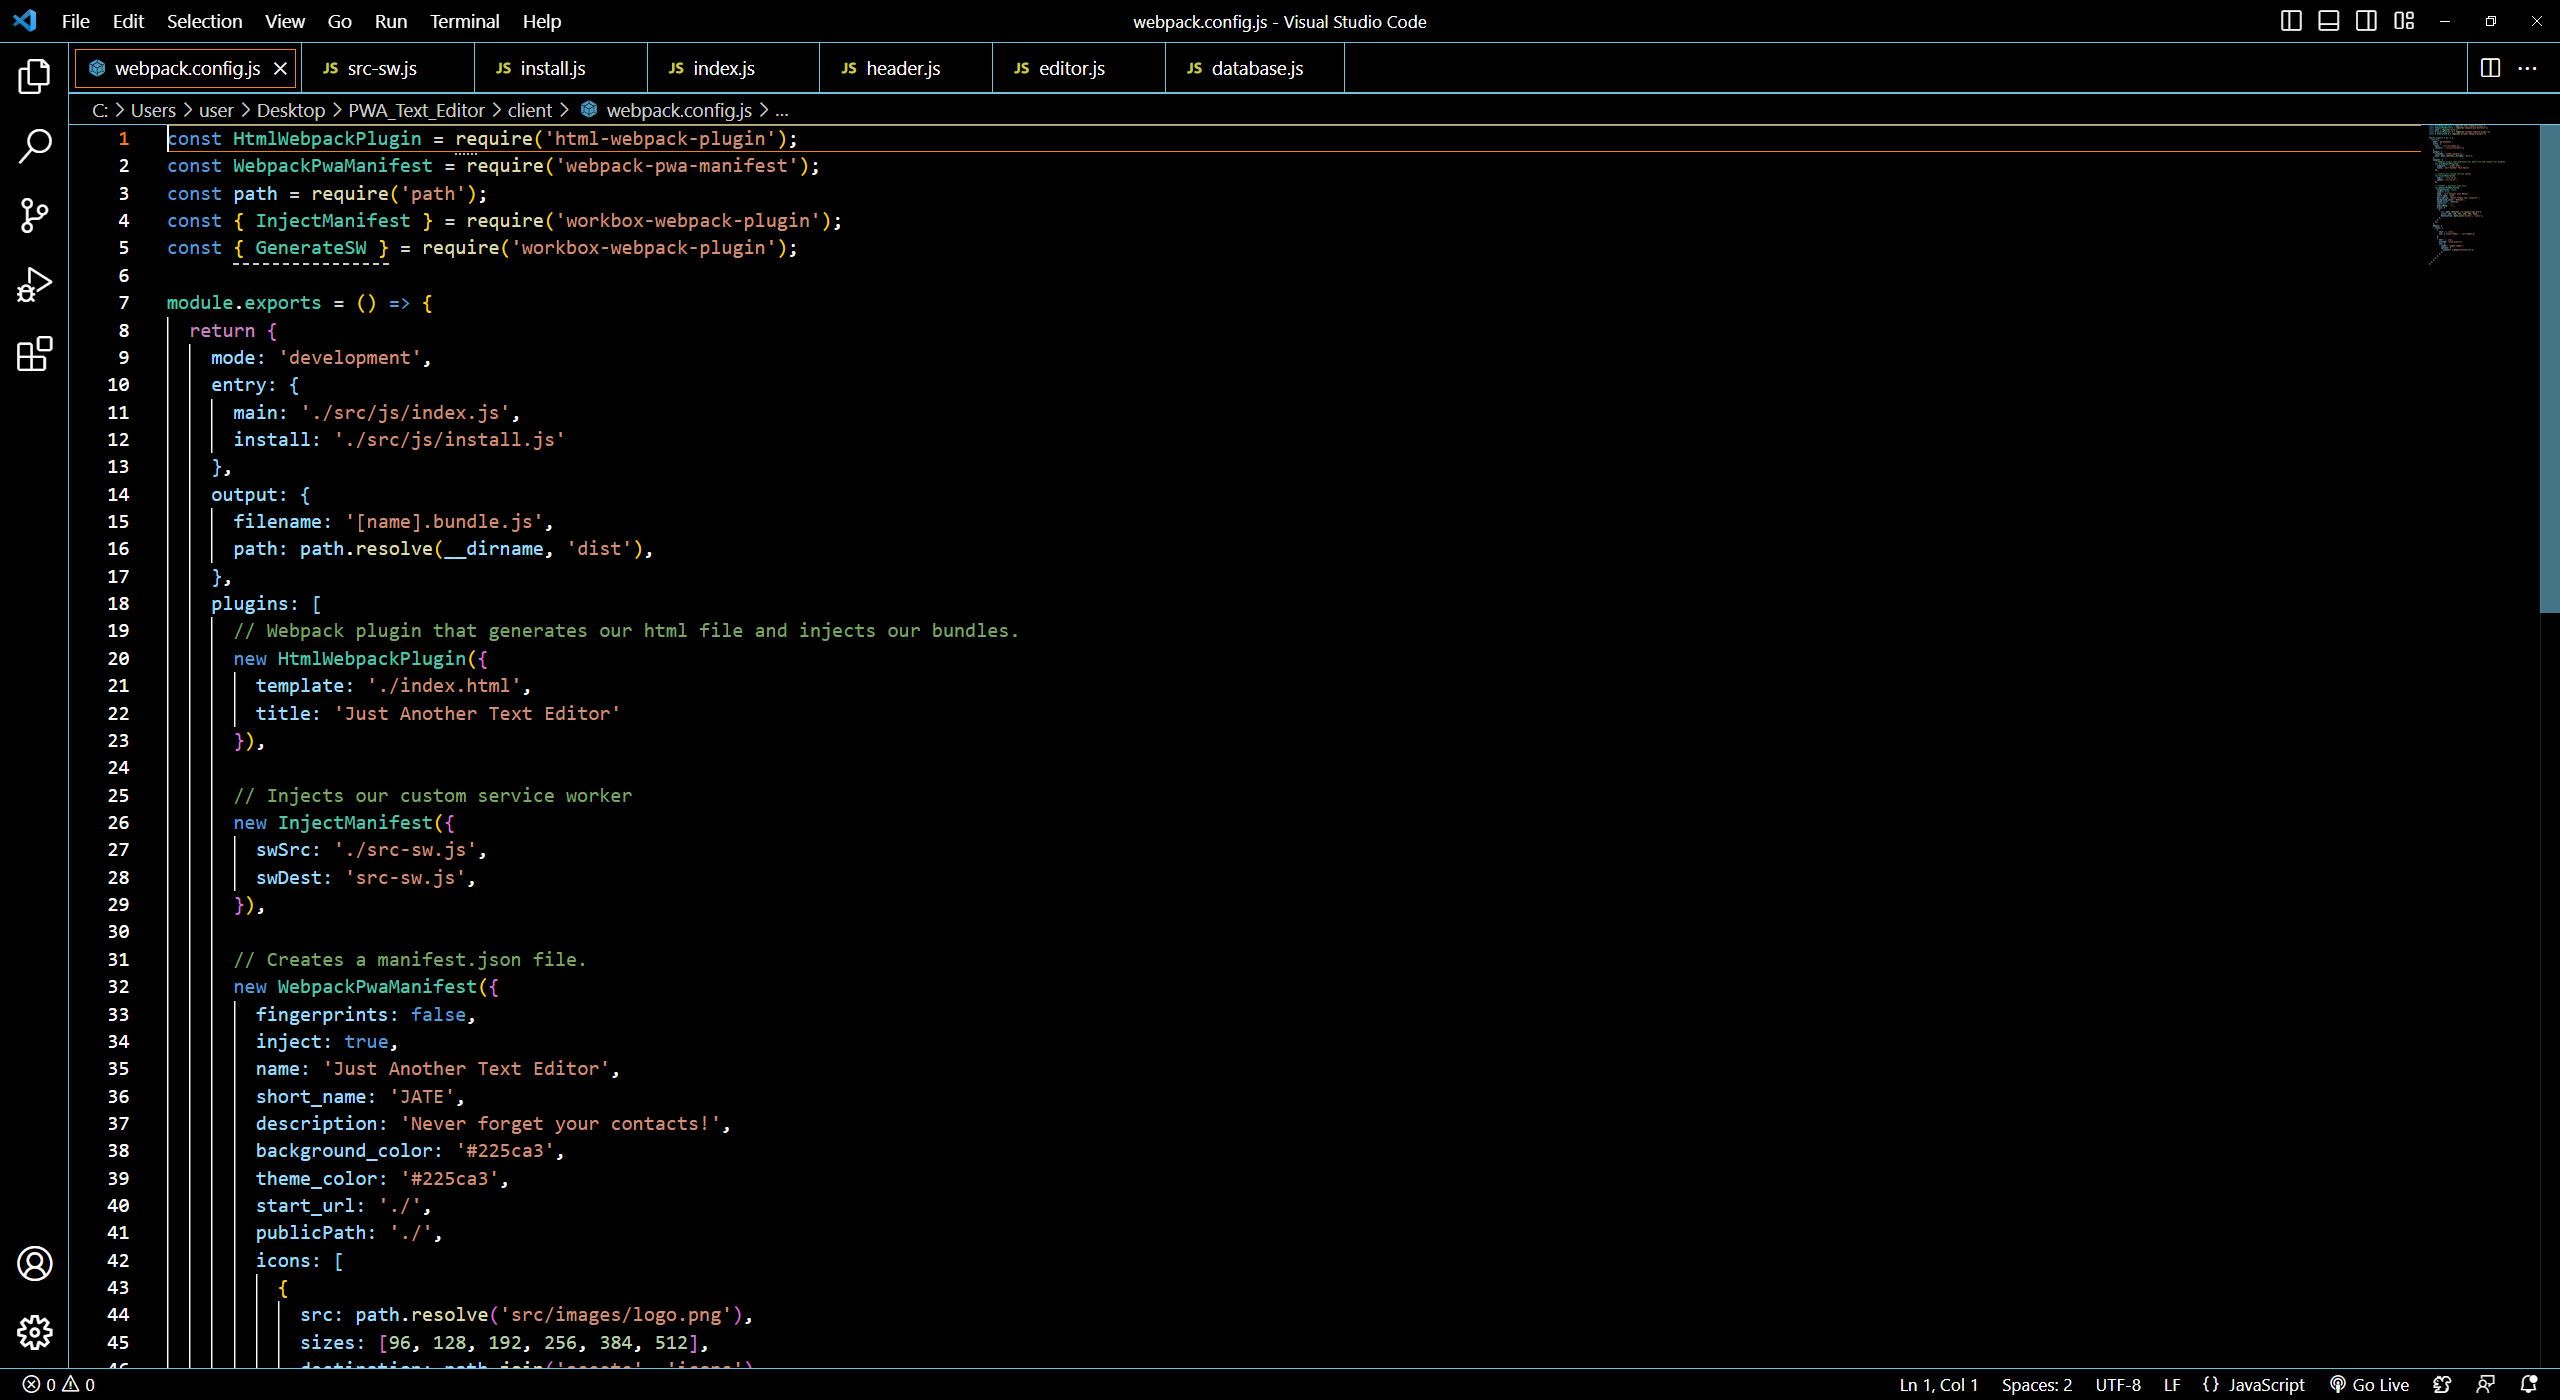 File Edit Selection View Go Run Terminal Help webpack.config.js - Visual Studio Code
webpack.config.js JS src-sw.js JS install.js JS index.js JS header.js JS editor.js JS database.js
C: > Users > user > Desktop > PWA_Text_Editor > client > webpack.config.js > ...
1 const HtmlWebpackPlugin = require('html-webpack-plugin');
2 const WebpackPwaManifest = require('webpack-pwa-manifest');
3 const path = require('path');
4 const { InjectManifest } = require('workbox-webpack-plugin');
5 const { GenerateSW } = require('workbox-webpack-plugin');
6
7 module.exports = () => {
8   return {
9     mode: 'development',
10     entry: {
11       main: './src/js/index.js',
12       install: './src/js/install.js'
13     },
14     output: {
15       filename: '[name].bundle.js',
16       path: path.resolve(__dirname, 'dist'),
17     },
18     plugins: [
19       // Webpack plugin that generates our html file and injects our bundles.
20       new HtmlWebpackPlugin({
21         template: './index.html',
22         title: 'Just Another Text Editor'
23       }),
24
25       // Injects our custom service worker
26       new InjectManifest({
27         swSrc: './src-sw.js',
28         swDest: 'src-sw.js',
29       }),
30
31       // Creates a manifest.json file.
32       new WebpackPwaManifest({
33         fingerprints: false,
34         inject: true,
35         name: 'Just Another Text Editor',
36         short_name: 'JATE',
37         description: 'Never forget your contacts!',
38         background_color: '#225ca3',
39         theme_color: '#225ca3',
40         start_url: './',
41         publicPath: './',
42         icons: [
43           {
44             src: path.resolve('src/images/logo.png'),
45             sizes: [96, 128, 192, 256, 384, 512],
46             destination: path.join('assets', 'icons'),
0 0 Ln 1, Col 1 Spaces: 2 UTF-8 LF {} JavaScript Go Live